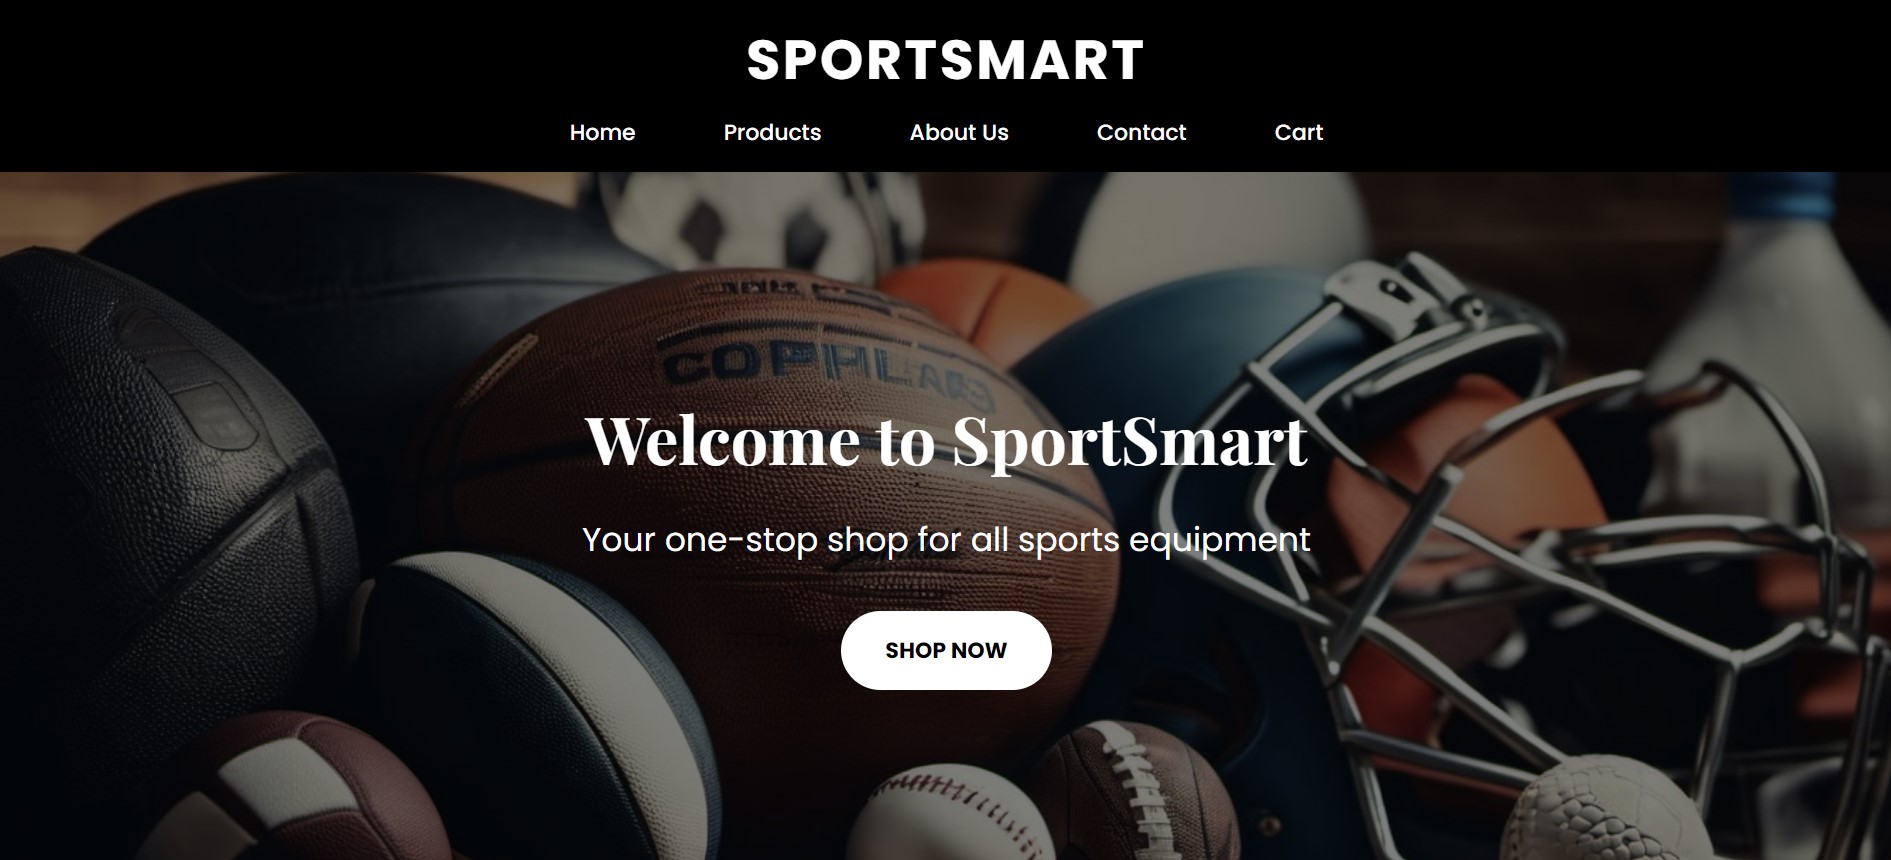 SPORTSMART
Home Products About Us Contact Cart
Welcome to SportSmart
Your one-stop shop for all sports equipment
SHOP NOW